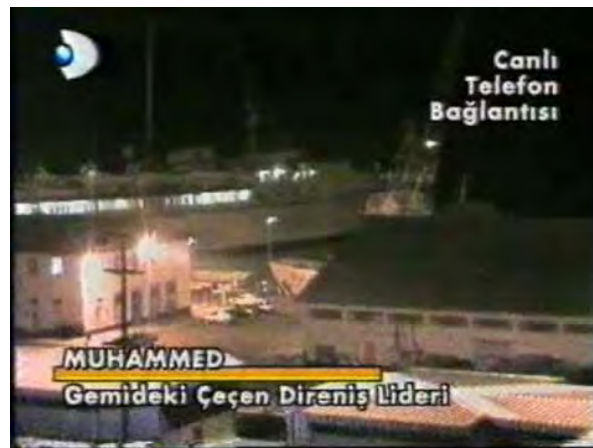 Canlı
Telefon
Bağlantısı
MUHAMMED
Gemideki Çeçen Direniş Lideri